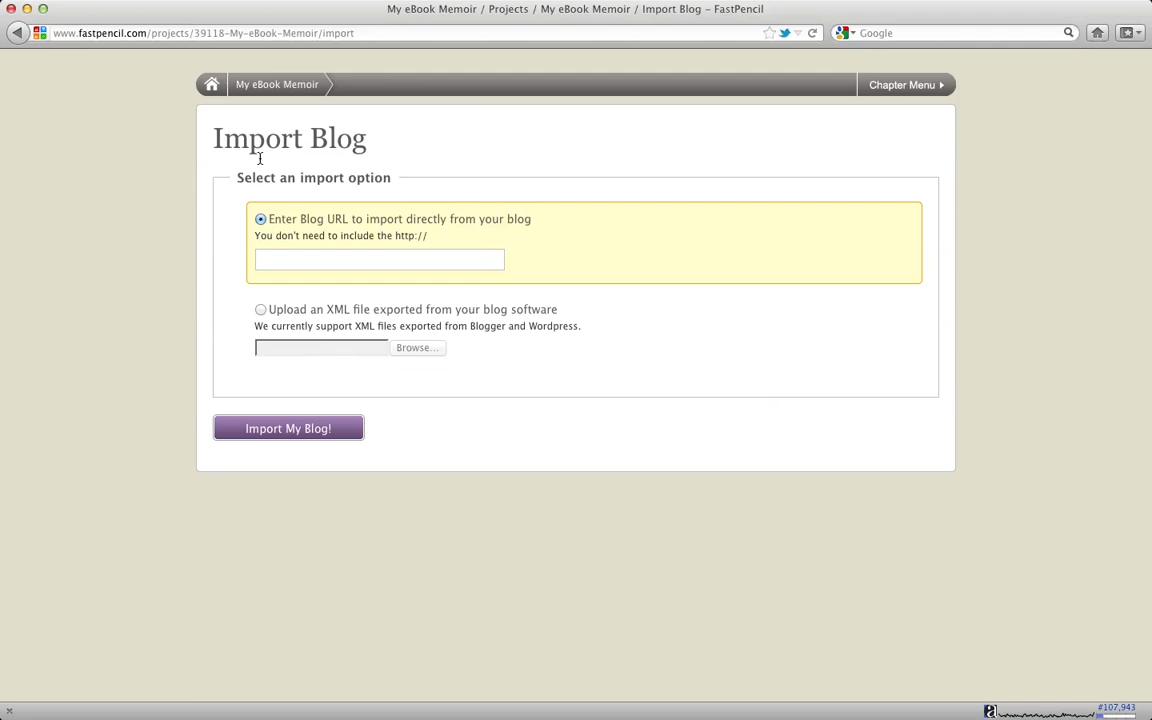 My eBook Memoir / Projects / My eBook Memoir / Import Blog – FastPencil
www.fastpencil.com/projects/39118-My-eBook-Memoir/import
Google
My eBook Memoir
Chapter Menu
Import Blog
Select an import option
Enter Blog URL to import directly from your blog
You don't need to include the http://
Upload an XML file exported from your blog software
We currently support XML files exported from Blogger and Wordpress.
Browse...
Import My Blog!
#107,943